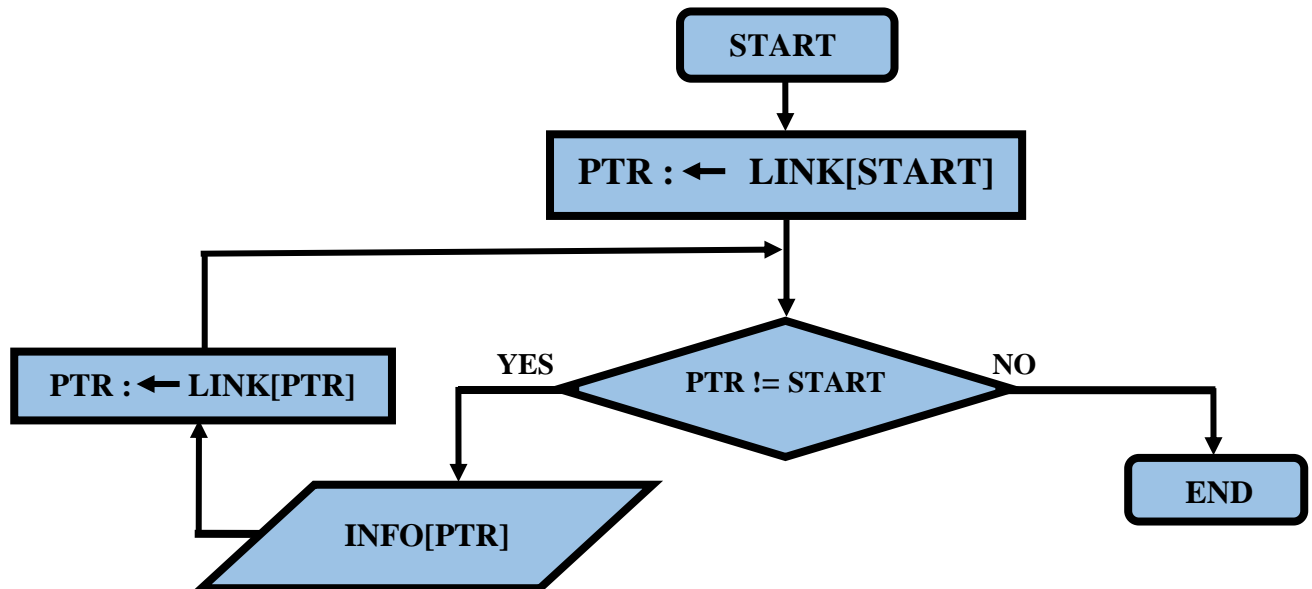 START
PTR : ← LINK[START]
PTR != START
YES
NO
INFO[PTR]
PTR : ← LINK[PTR]
END